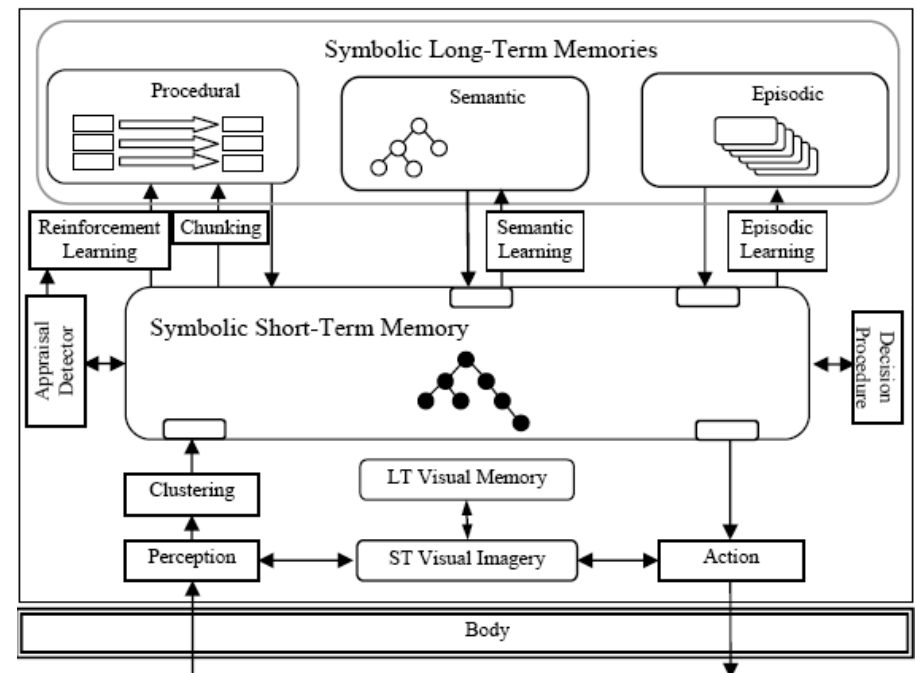 Symbolic Long-Term Memories
Procedural
Semantic
Episodic
Reinforcement
Learning
Chunking
Semantic
Learning
Episodic
Learning
Appraisal
Detector
Symbolic Short-Term Memory
Decision
Procedure
LT Visual Memory
Clustering
Perception
ST Visual Imagery
Action
Body